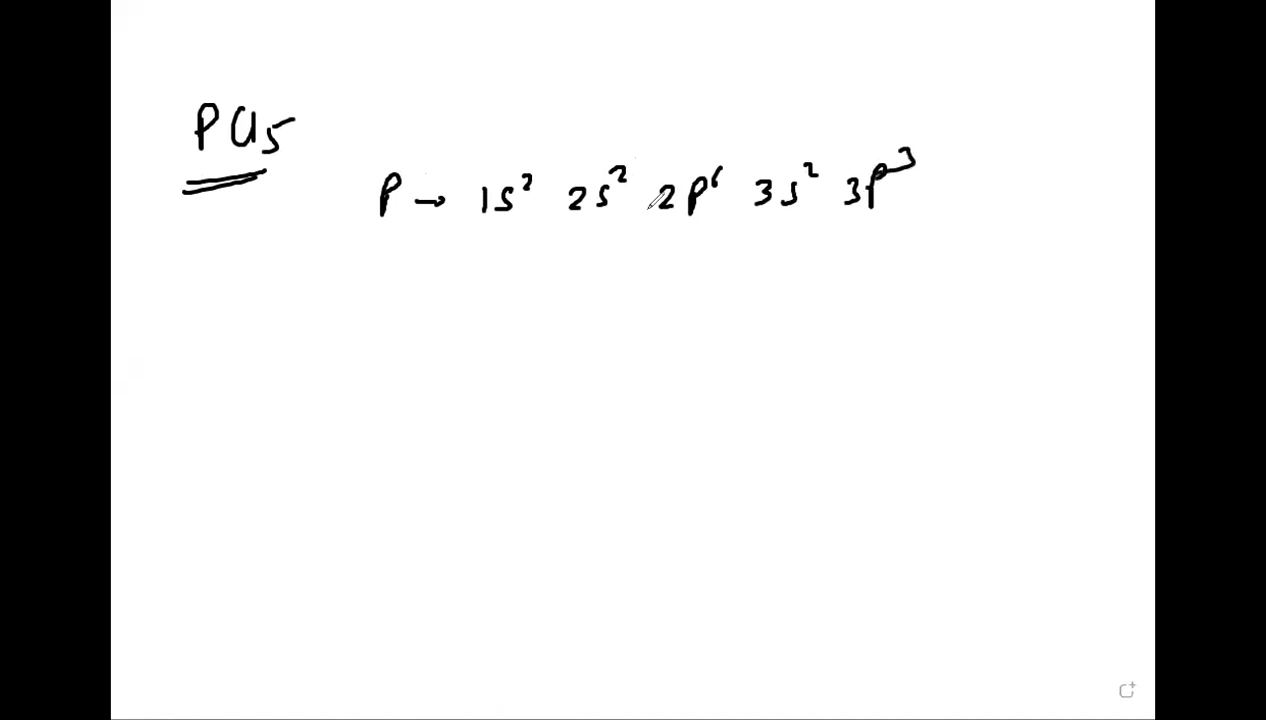 PCl5
P → 1s² 2s² 2p⁶ 3s² 3p³